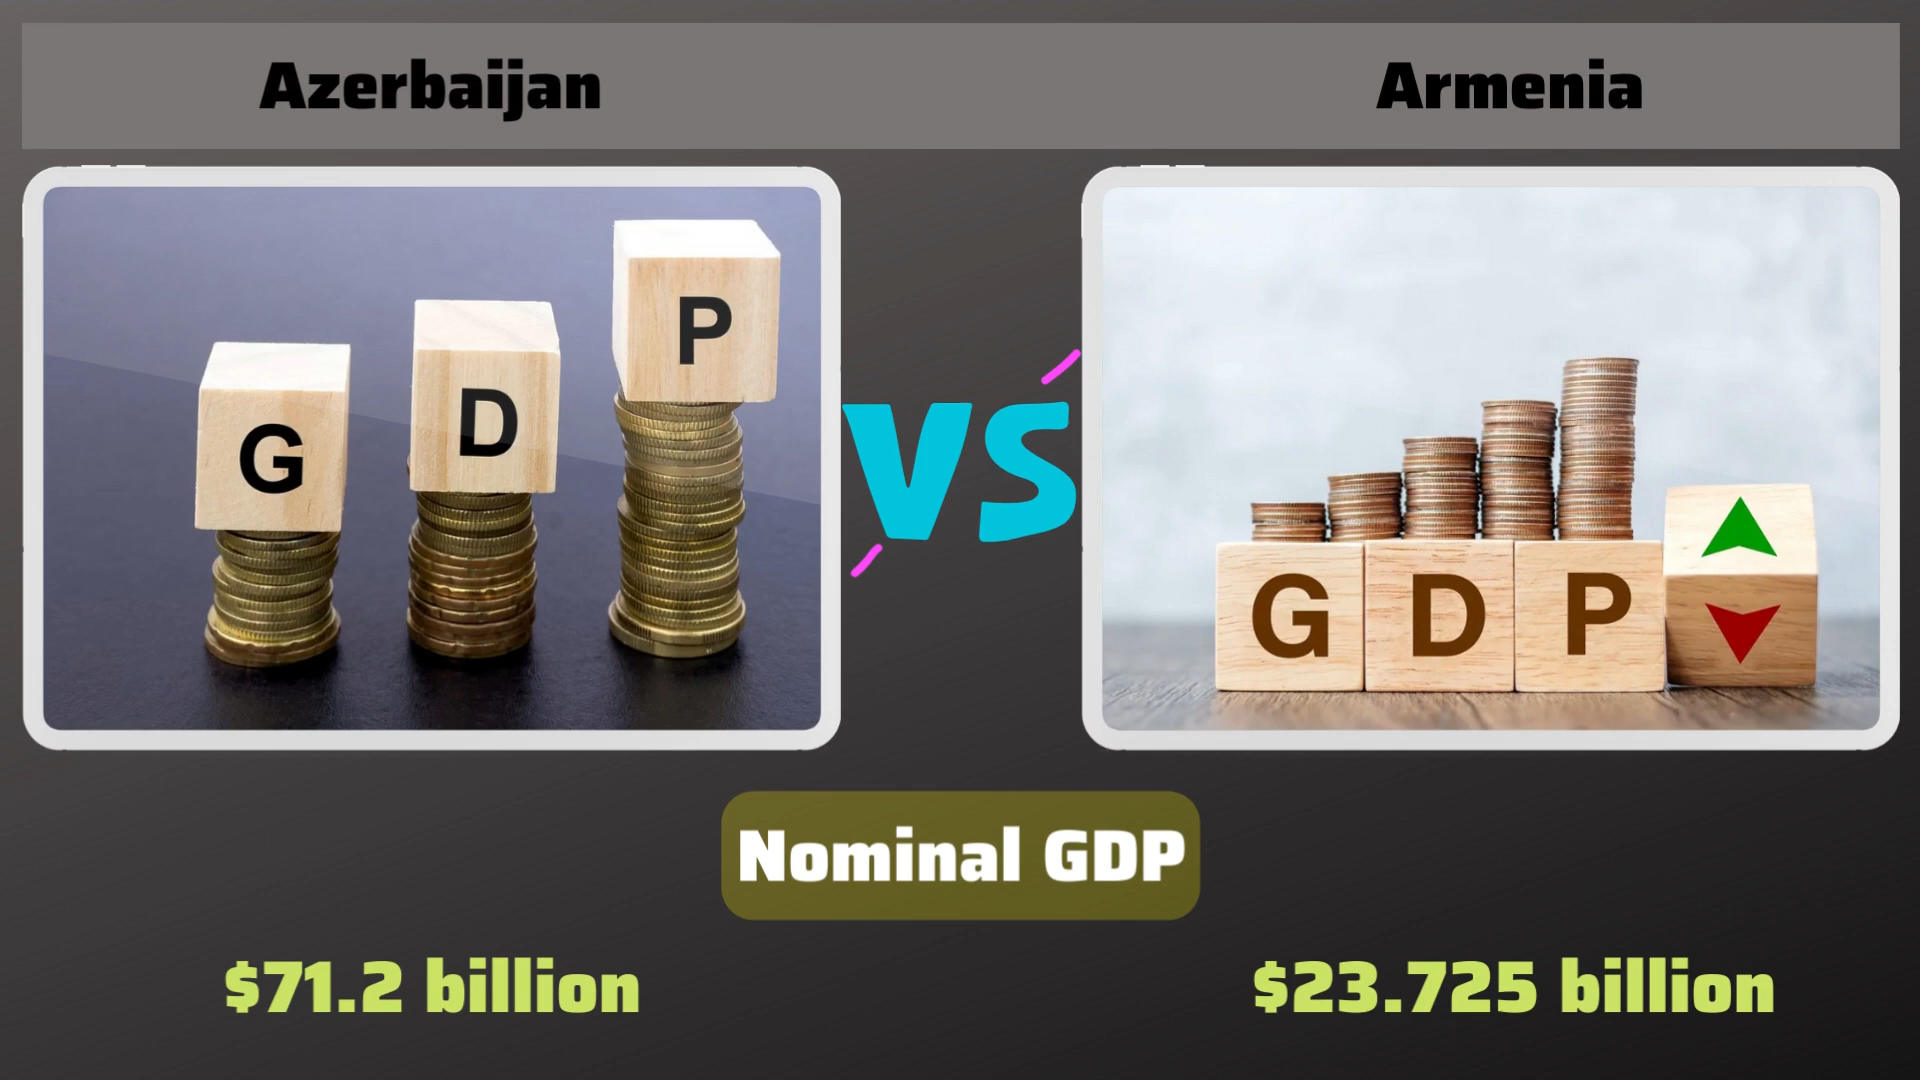 Azerbaijan
Armenia
G
D
P
VS
G D P
Nominal GDP
$71.2 billion
$23.725 billion